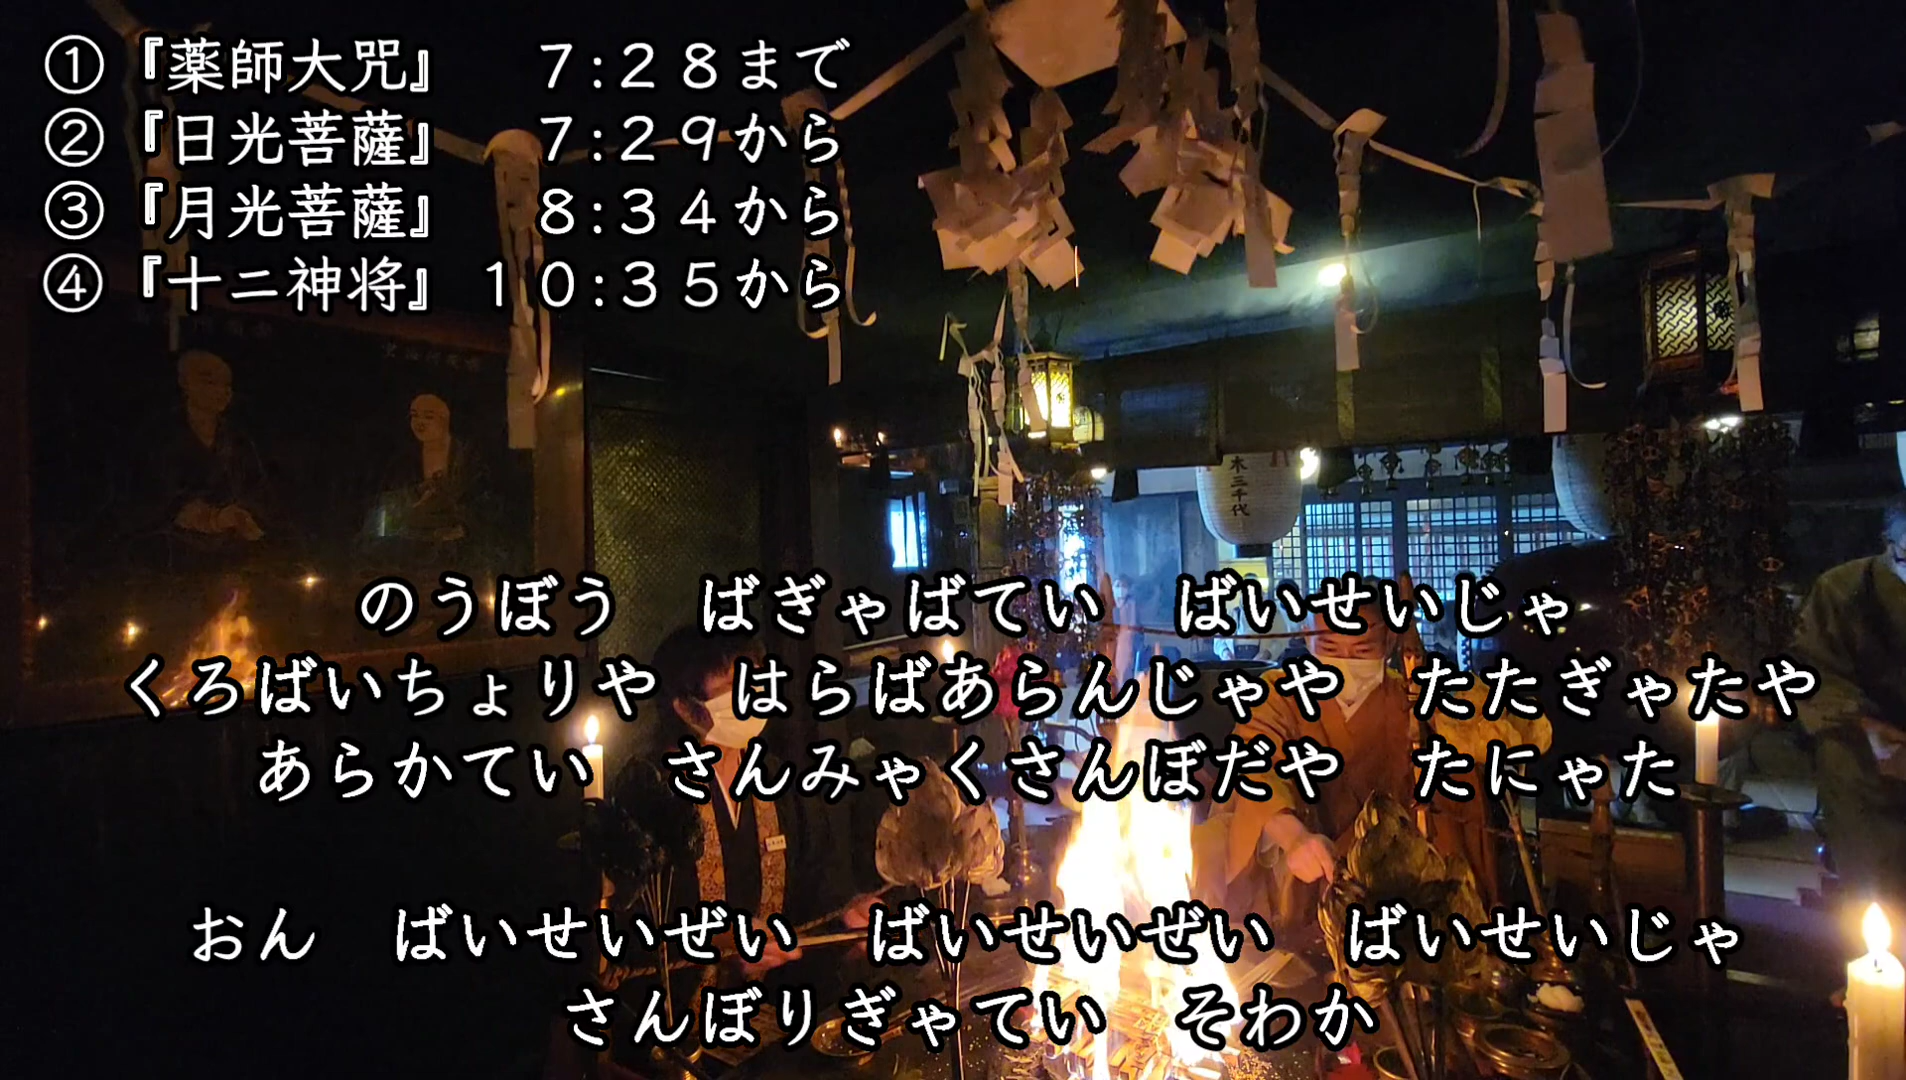 ①『薬師大咒』　７:２８まで
②『日光菩薩』　７:２９から
③『月光菩薩』　８:３４から
④『十二神将』１０:３５から
木三千代
のうぼう　ばぎゃばてい　ばいせいじゃ
くろばいちょりや　はらばあらんじゃや　たたぎゃたや
あらかてい　さんみゃくさんぼだや　たにゃた
おん　ばいせいぜい　ばいせいぜい　ばいせいじゃ
さんぼりぎゃてい　そわか